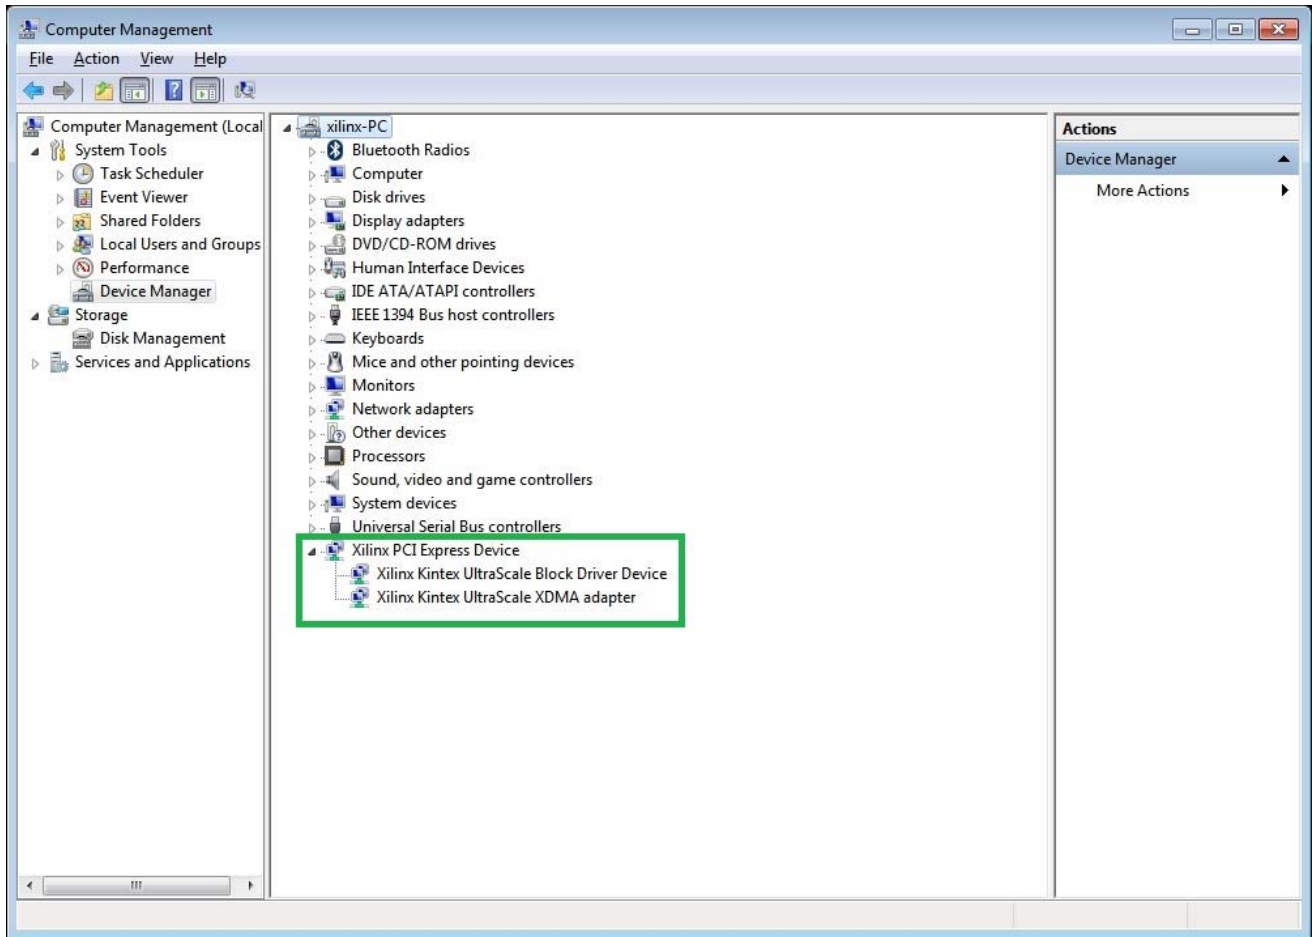 Computer Management
File Action View Help
Computer Management (Local
System Tools
Task Scheduler
Event Viewer
Shared Folders
Local Users and Groups
Performance
Device Manager
Storage
Disk Management
Services and Applications
xilinx-PC
Bluetooth Radios
Computer
Disk drives
Display adapters
DVD/CD-ROM drives
Human Interface Devices
IDE ATA/ATAPI controllers
IEEE 1394 Bus host controllers
Keyboards
Mice and other pointing devices
Monitors
Network adapters
Other devices
Processors
Sound, video and game controllers
System devices
Universal Serial Bus controllers
Xilinx PCI Express Device
Xilinx Kintex UltraScale Block Driver Device
Xilinx Kintex UltraScale XDMA adapter
Actions
Device Manager
More Actions